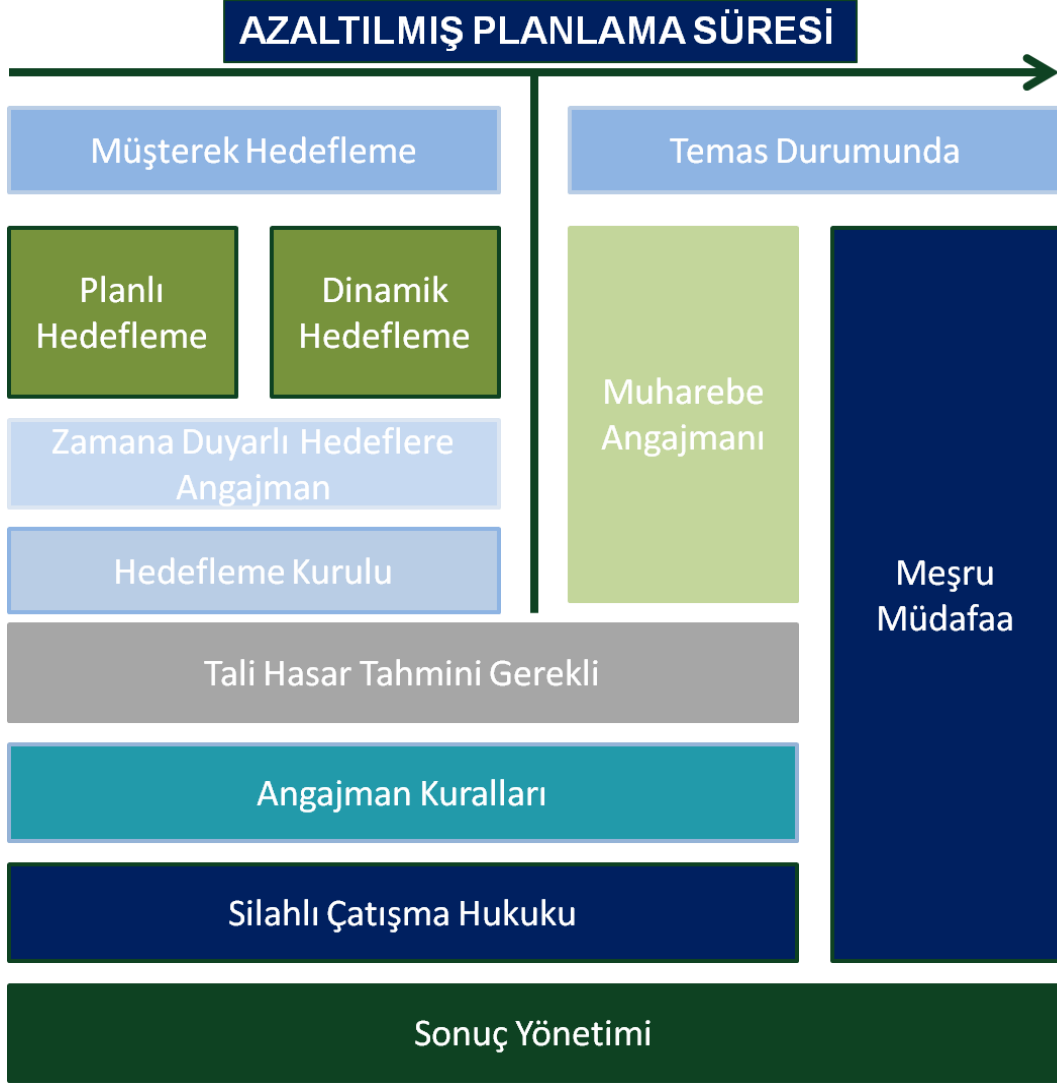 AZALTILMIŞ PLANLAMA SÜRESİ
Müşterek Hedefleme
Temas Durumunda
Planlı
Hedefleme
Dinamik
Hedefleme
Muharebe
Angajmanı
Meşru
Müdafaa
Zamana Duyarlı Hedeflere
Angajman
Hedefleme Kurulu
Tali Hasar Tahmini Gerekli
Angajman Kuralları
Silahlı Çatışma Hukuku
Sonuç Yönetimi